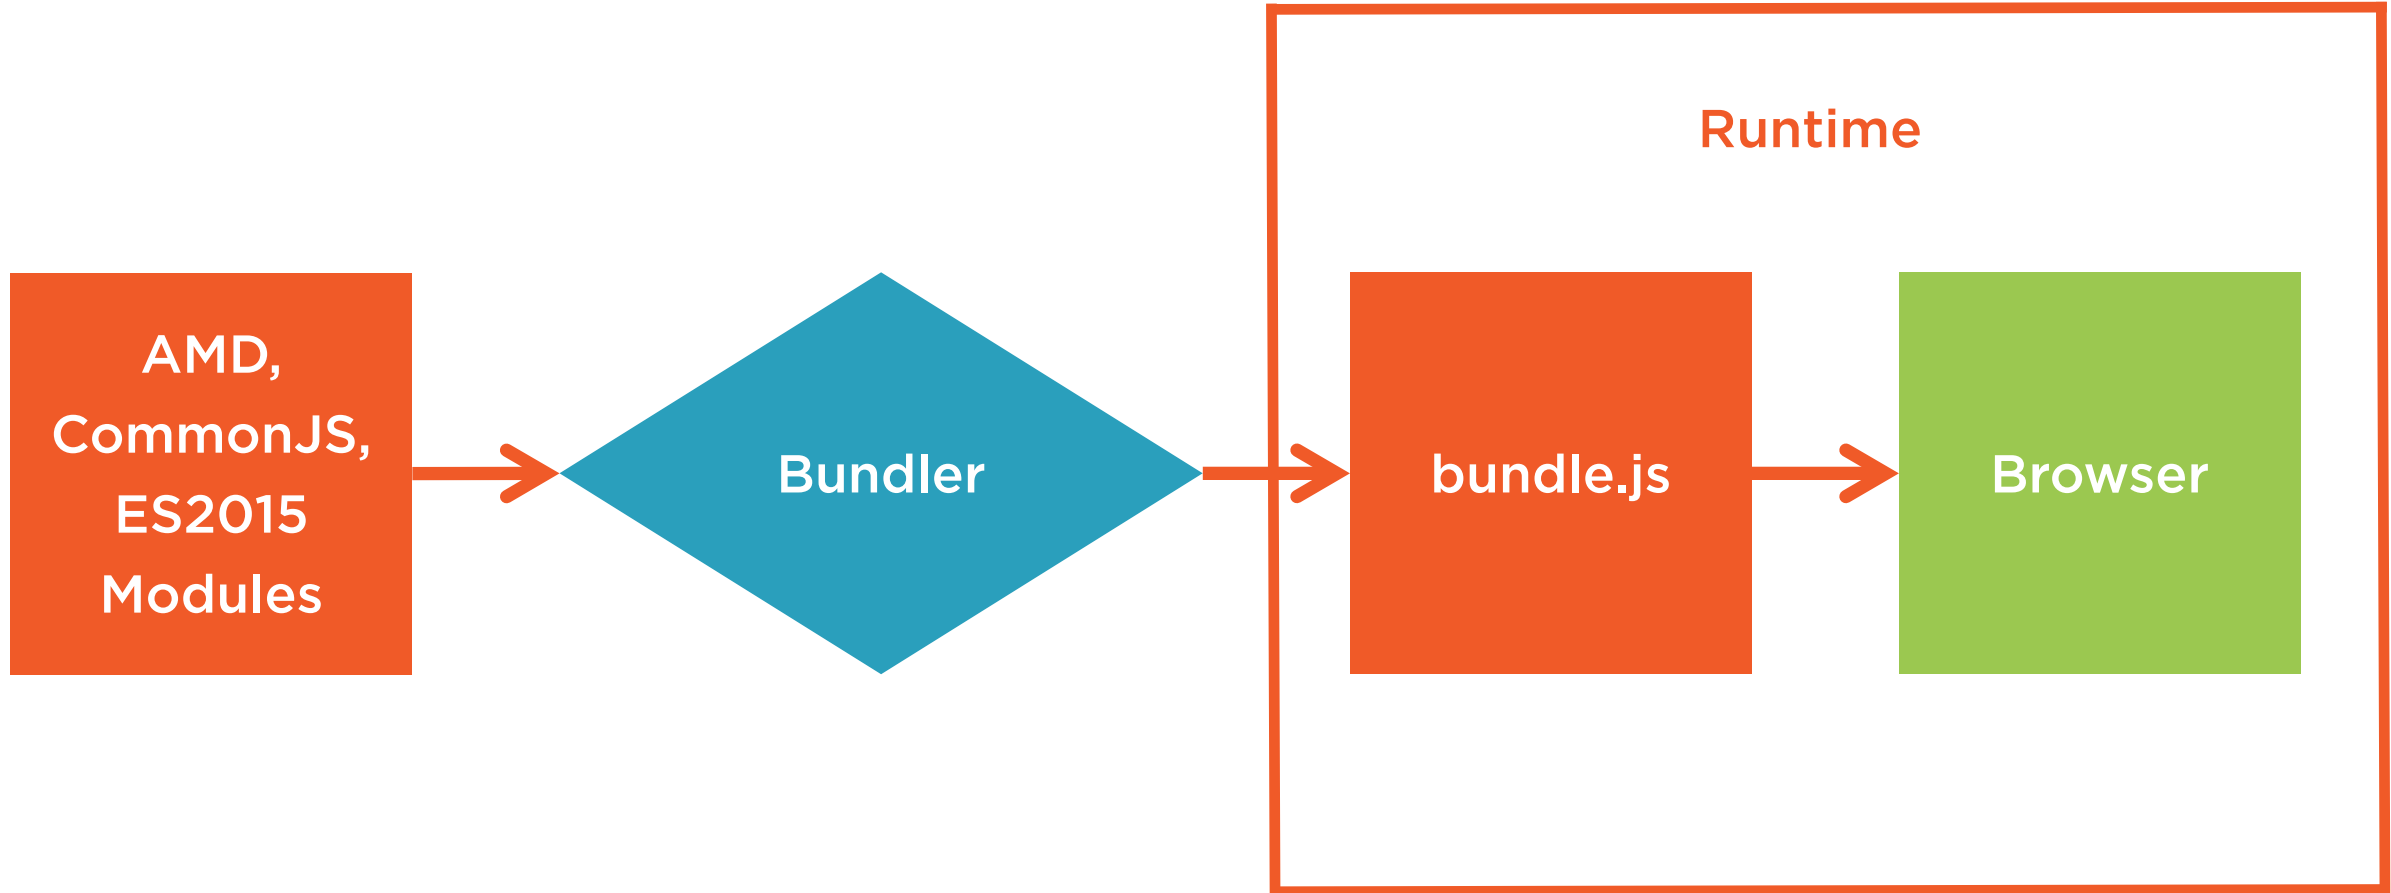 Runtime
AMD,
CommonJS,
ES2015
Modules
Bundler
bundle.js
Browser